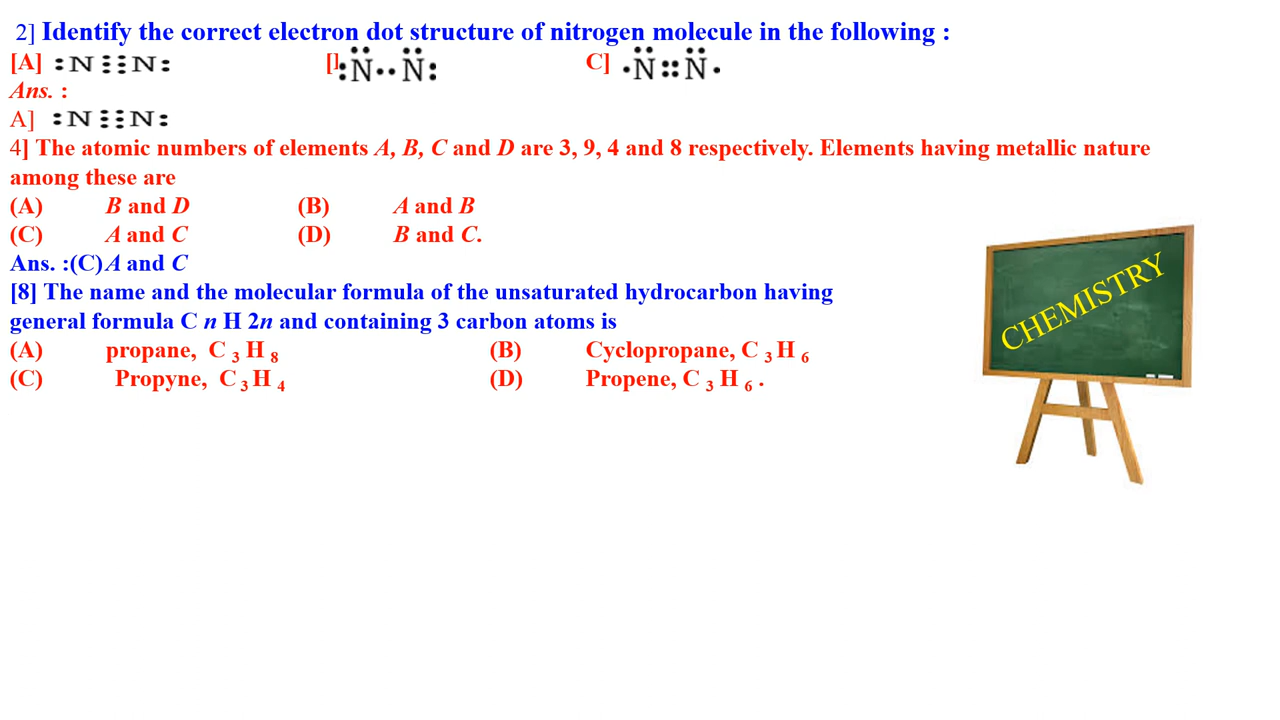 2] Identify the correct electron dot structure of nitrogen molecule in the following :
[A] :N⋮⋮N: []:N̈··N̈: C] ·N̈::N̈·
Ans. :
A] :N⋮⋮N:
4] The atomic numbers of elements A, B, C and D are 3, 9, 4 and 8 respectively. Elements having metallic nature
among these are
(A) B and D (B) A and B
(C) A and C (D) B and C.
Ans. :(C) A and C
[8] The name and the molecular formula of the unsaturated hydrocarbon having
general formula C n H 2n and containing 3 carbon atoms is
(A) propane, C 3 H 8 (B) Cyclopropane, C 3 H 6
(C) Propyne, C 3 H 4 (D) Propene, C 3 H 6 .
CHEMISTRY